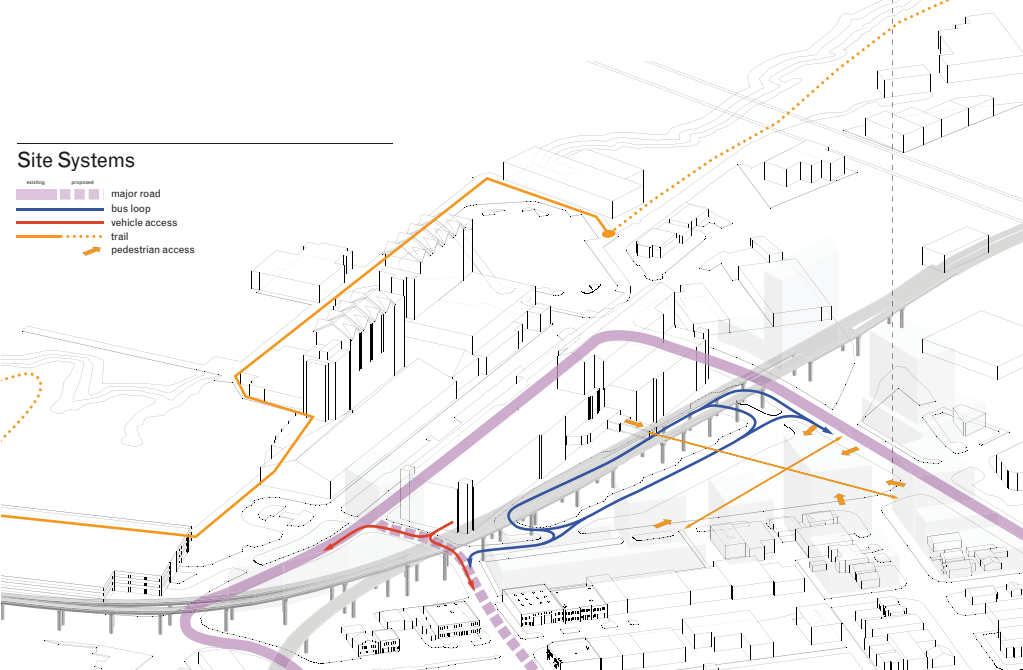 Site Systems
existing proposed
major road
bus loop
vehicle access
trail
pedestrian access